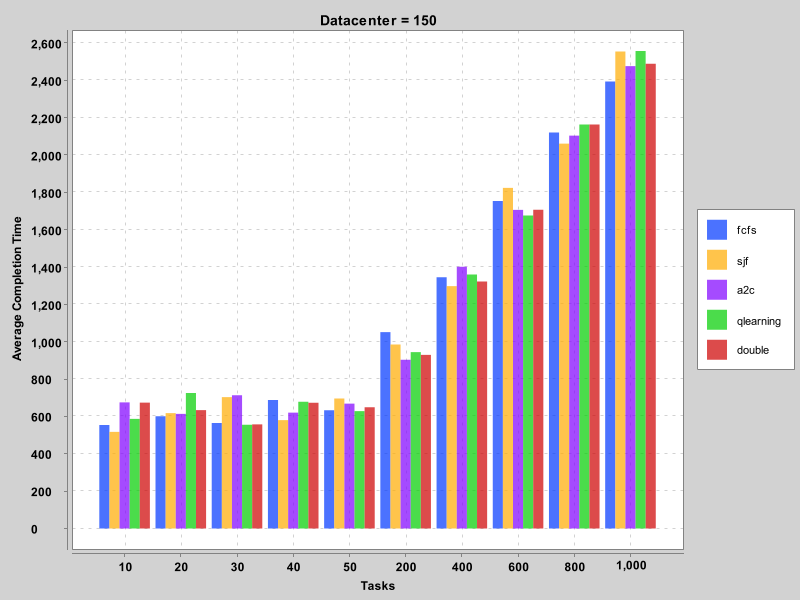 Datacenter = 150
Average Completion Time
2,600
2,400
2,200
2,000
1,800
1,600
1,400
1,200
1,000
800
600
400
200
0
10 20 30 40 50 200 400 600 800 1,000
Tasks
fcfs
sjf
a2c
qlearning
double